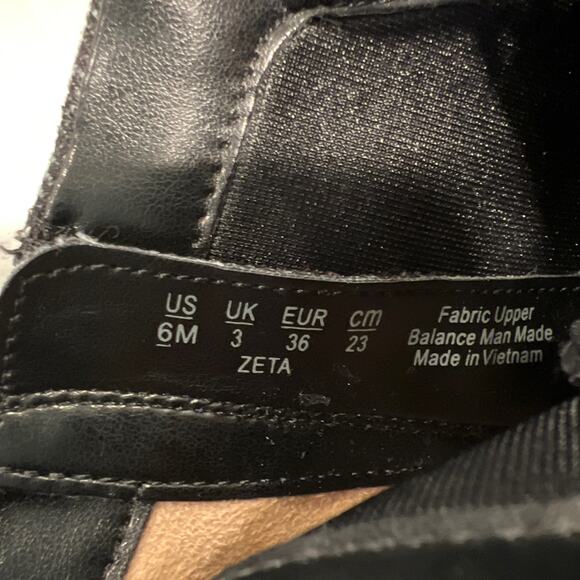 US UK EUR cm
6M 3 36 23
ZETA
Fabric Upper
Balance Man Made
Made in Vietnam